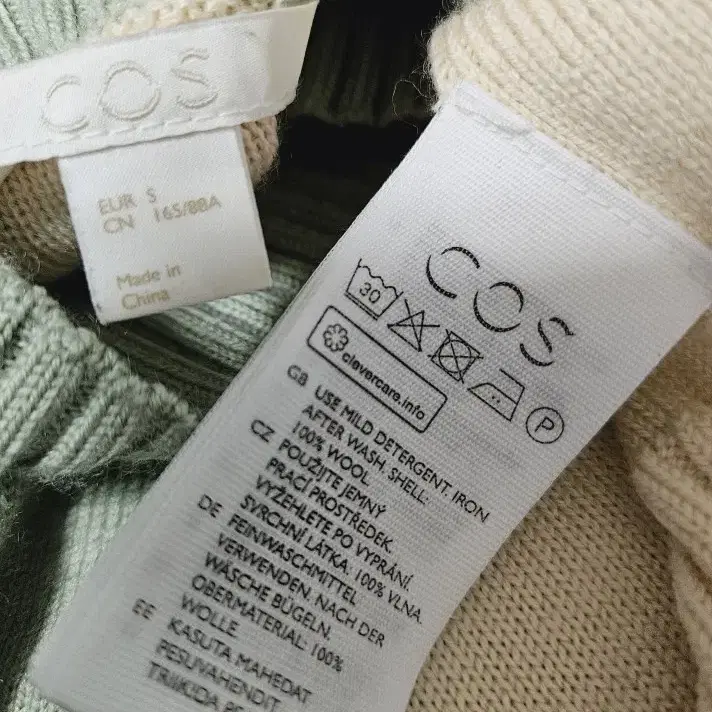 COS
EUR S
CN 165/88A
Made in
China
COS
30
P
clevercare.info
GB USE MILD DETERGENT. IRON
AFTER WASH. SHELL:
100% WOOL
CZ POUŽIJTE JEMNÝ
PRACÍ PROSTŘEDEK.
VYŽEHLETE PO VYPRÁNÍ.
SVRCHNÍ LÁTKA: 100% VLNA.
DE FEINWASCHMITTEL
VERWENDEN. NACH DER
WÄSCHE BÜGELN.
OBERMATERIAL: 100%
WOLLE
EE KASUTA MAHEDAT
PESUVAHENDIT.
TRIIKIDA